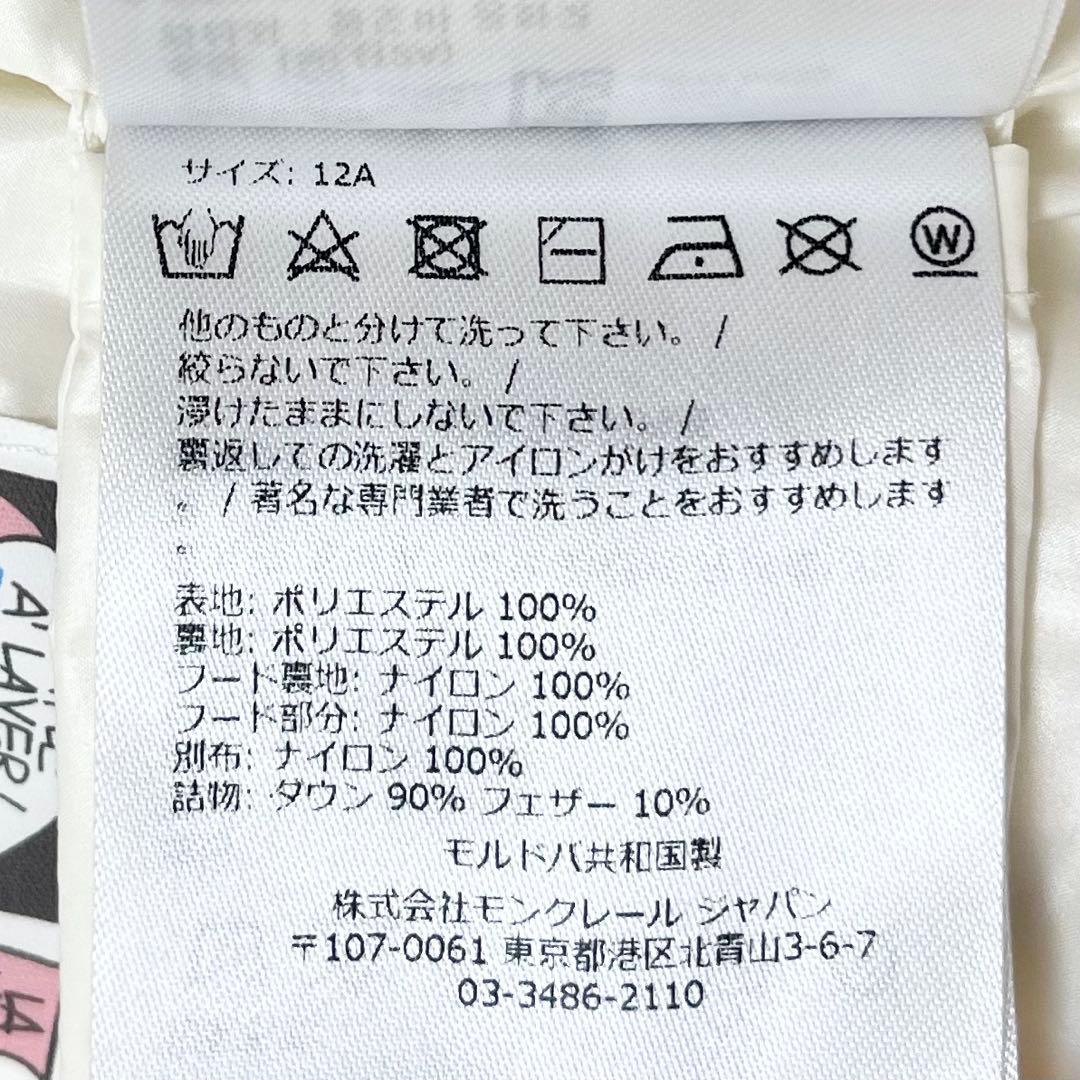 サイズ: 12A
W
他のものと分けて洗って下さい。 /
絞らないで下さい。 /
浸けたままにしないで下さい。 /
裏返しての洗濯とアイロンがけをおすすめします
。 / 著名な専門業者で洗うことをおすすめします
。
表地: ポリエステル 100%
裏地: ポリエステル 100%
フード裏地: ナイロン 100%
フード部分: ナイロン 100%
別布: ナイロン 100%
詰物: ダウン 90% フェザー 10%
モルドバ共和国製
株式会社モンクレール ジャパン
〒107-0061 東京都港区北青山3-6-7
03-3486-2110
A' LAVER!